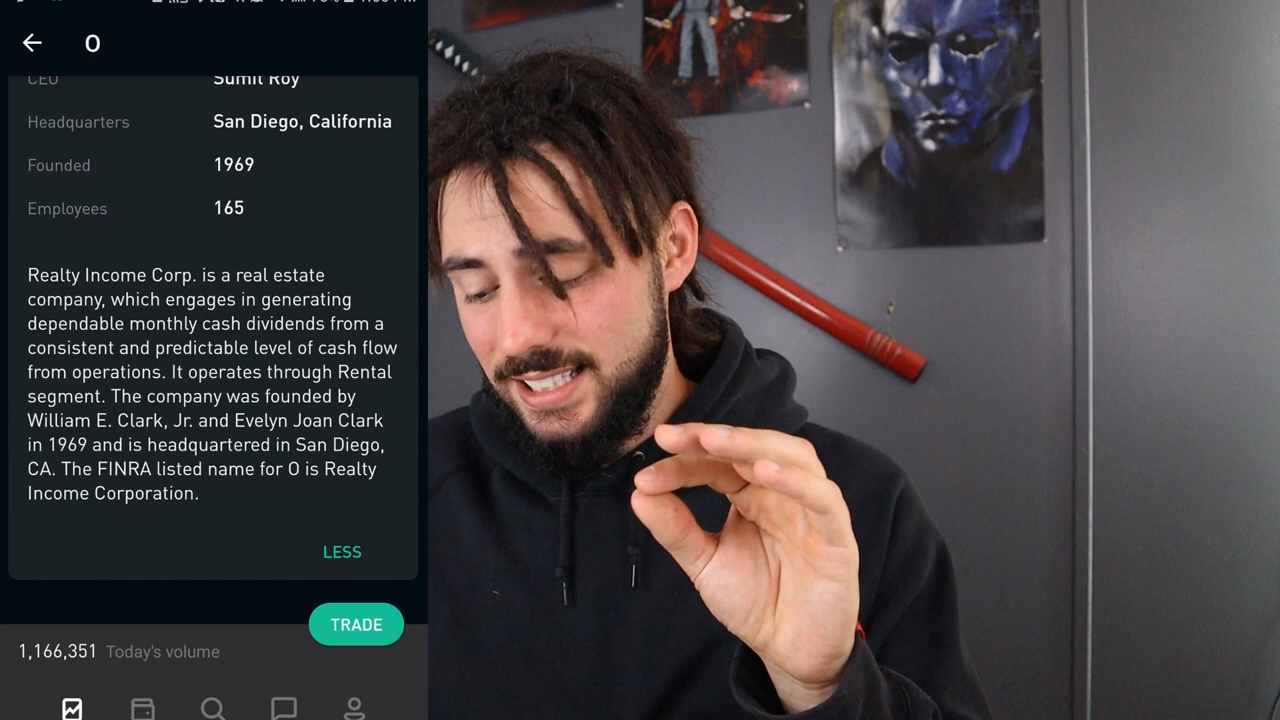 O
CEO Sumit Roy
Headquarters San Diego, California
Founded 1969
Employees 165
Realty Income Corp. is a real estate
company, which engages in generating
dependable monthly cash dividends from a
consistent and predictable level of cash flow
from operations. It operates through Rental
segment. The company was founded by
William E. Clark, Jr. and Evelyn Joan Clark
in 1969 and is headquartered in San Diego,
CA. The FINRA listed name for O is Realty
Income Corporation.
LESS
TRADE
1,166,351 Today's volume